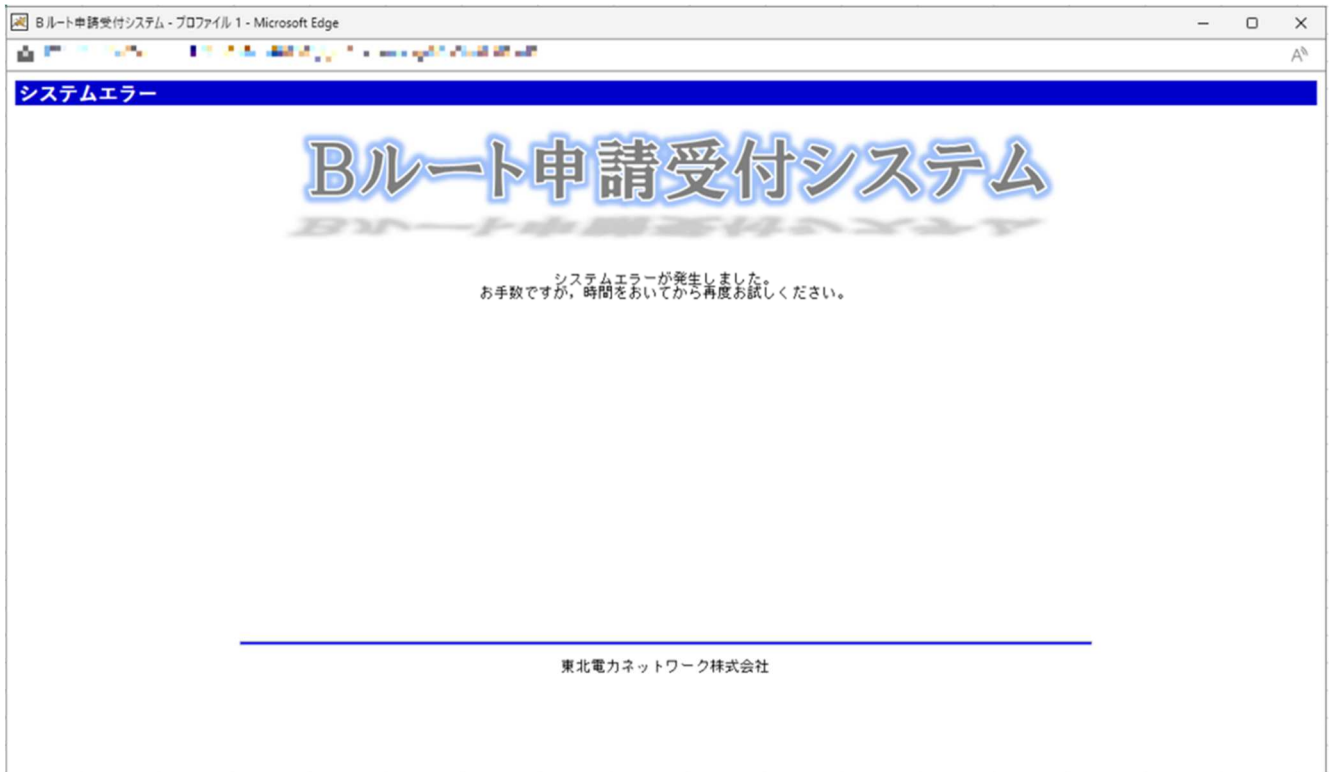 Bルート申請受付システム - プロファイル 1 - Microsoft Edge
システムエラー
Bルート申請受付システム
システムエラーが発生しました。
お手数ですが，時間をおいてから再度お試しください。
東北電力ネットワーク株式会社